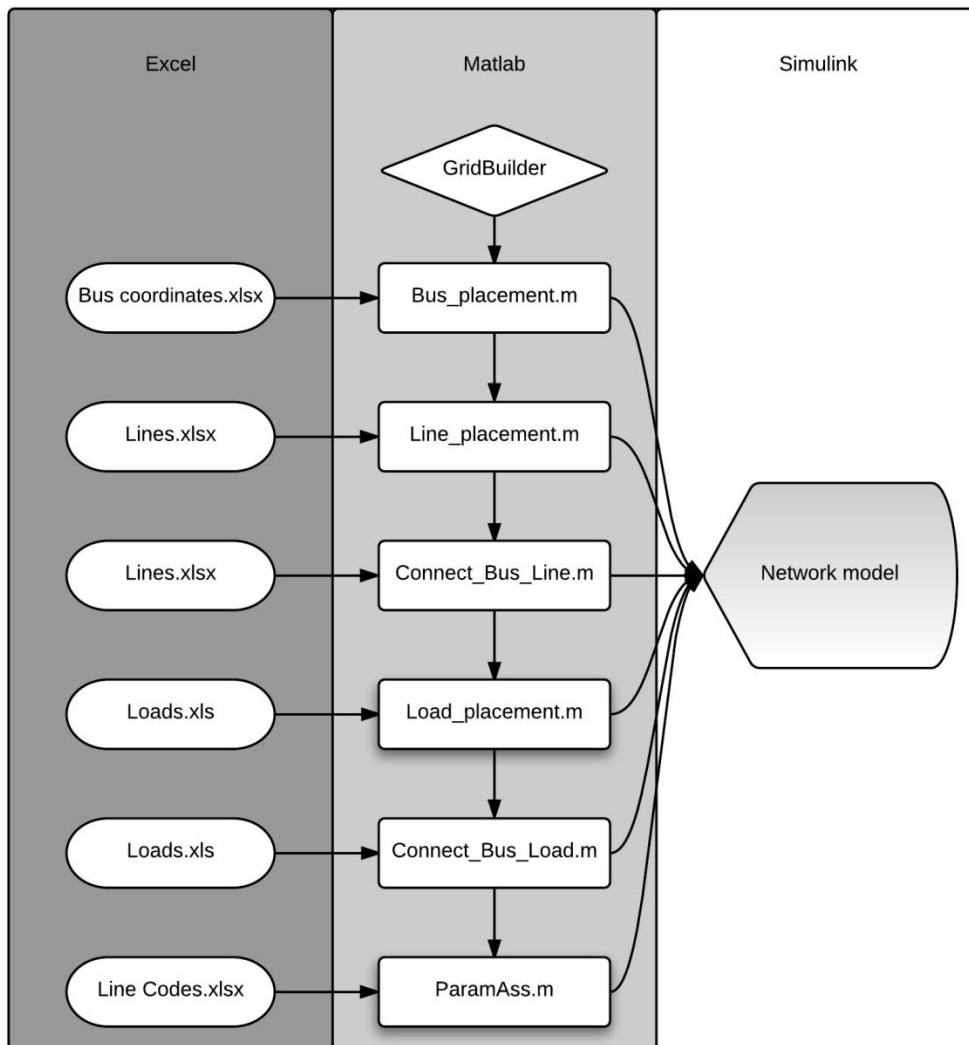 Excel
Matlab
Simulink
GridBuilder
Bus coordinates.xlsx
Bus_placement.m
Lines.xlsx
Line_placement.m
Lines.xlsx
Connect_Bus_Line.m
Network model
Loads.xls
Load_placement.m
Loads.xls
Connect_Bus_Load.m
Line Codes.xlsx
ParamAss.m